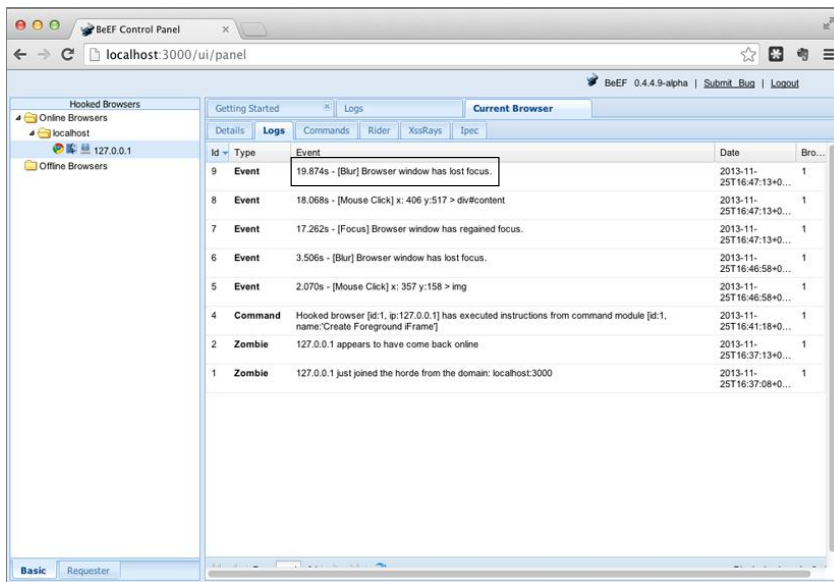 BeEF Control Panel
localhost:3000/ui/panel
BeEF 0.4.4.9-alpha | Submit Bug | Logout
Hooked Browsers
Online Browsers
localhost
127.0.0.1
Offline Browsers
Getting Started
Logs
Current Browser
Details
Logs
Commands
Rider
XssRays
Ipec
Id Type Event Date Bro...
9 Event 19.874s - [Blur] Browser window has lost focus. 2013-11- 1
25T16:47:13+0...
8 Event 18.068s - [Mouse Click] x: 406 y:517 > div#content 2013-11- 1
25T16:47:13+0...
7 Event 17.262s - [Focus] Browser window has regained focus. 2013-11- 1
25T16:47:13+0...
6 Event 3.506s - [Blur] Browser window has lost focus. 2013-11- 1
25T16:46:58+0...
5 Event 2.070s - [Mouse Click] x: 357 y:158 > img 2013-11- 1
25T16:46:58+0...
4 Command Hooked browser [id:1, ip:127.0.0.1] has executed instructions from command module [id:1, 2013-11- 1
name:'Create Foreground iFrame'] 25T16:41:18+0...
2 Zombie 127.0.0.1 appears to have come back online 2013-11- 1
25T16:37:13+0...
1 Zombie 127.0.0.1 just joined the horde from the domain: localhost:3000 2013-11- 1
25T16:37:08+0...
Basic
Requester